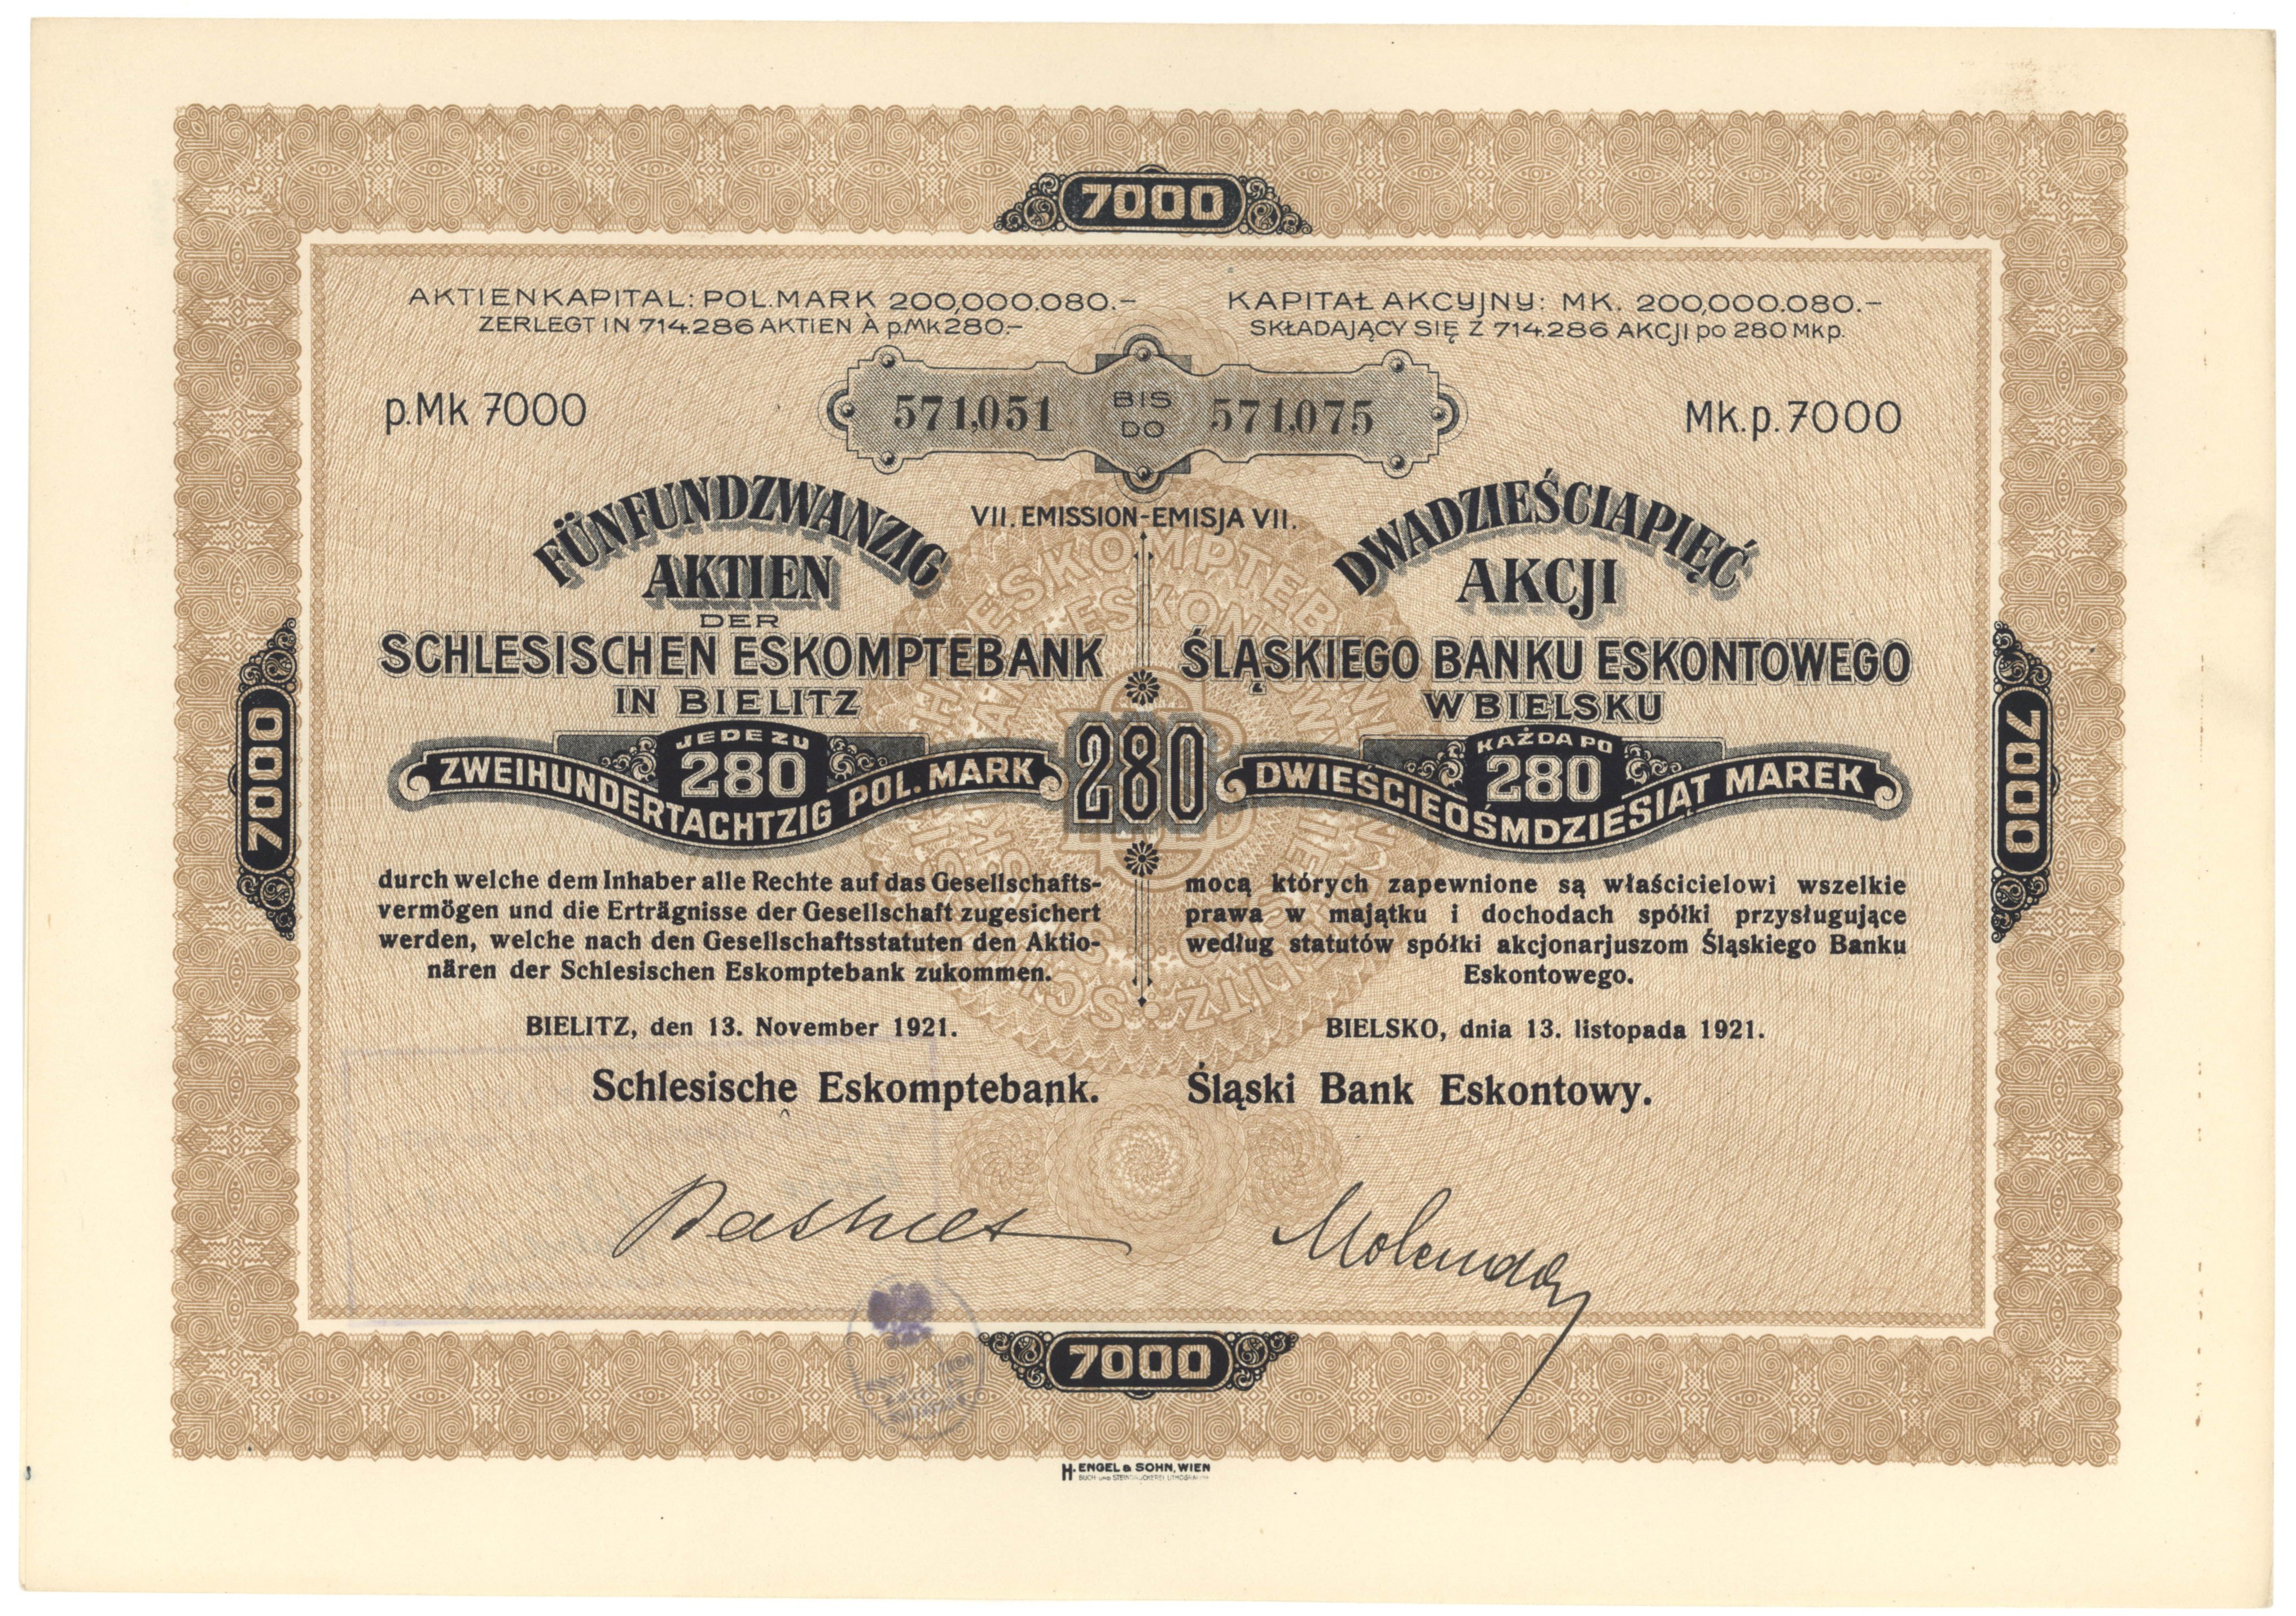 7000
AKTIENKAPITAL: POL. MARK 200,000.080.-
ZERLEGT IN 714.286 AKTIEN À p.Mk 280.-
KAPITAŁ AKCYJNY: MK. 200,000.080.-
SKŁADAJĄCY SIĘ Z 714.286 AKCJI po 280 Mkp.
p.Mk 7000
571,051 BIS 571,075
DO
Mk.p. 7000
VII. EMISSION-EMISJA VII.
FÜNFUNDZWANZIG
AKTIEN
DER
SCHLESISCHEN ESKOMPTEBANK
IN BIELITZ
JEDE ZU
280
ZWEIHUNDERTACHTZIG POL. MARK
280
DWADZIEŚCIAPIĘĆ
AKCJI
ŚLĄSKIEGO BANKU ESKONTOWEGO
W BIELSKU
KAŻDA PO
280
DWIEŚCIEOŚMDZIESIĄT MAREK
7000
7000
durch welche dem Inhaber alle Rechte auf das Gesellschafts-
vermögen und die Erträgnisse der Gesellschaft zugesichert
werden, welche nach den Gesellschaftsstatuten den Aktio-
nären der Schlesischen Eskomptebank zukommen.
BIELITZ, den 13. November 1921.
Schlesische Eskomptebank.
mocą których zapewnione są właścicielowi wszelkie
prawa w majątku i dochodach spółki przysługujące
według statutów spółki akcjonarjuszom Śląskiego Banku
Eskontowego.
BIELSKO, dnia 13. listopada 1921.
Śląski Bank Eskontowy.
Molenda
7000
H. ENGEL & SOHN, WIEN
BUCH UND STEINDRUCKEREI LITHOGRAFIE